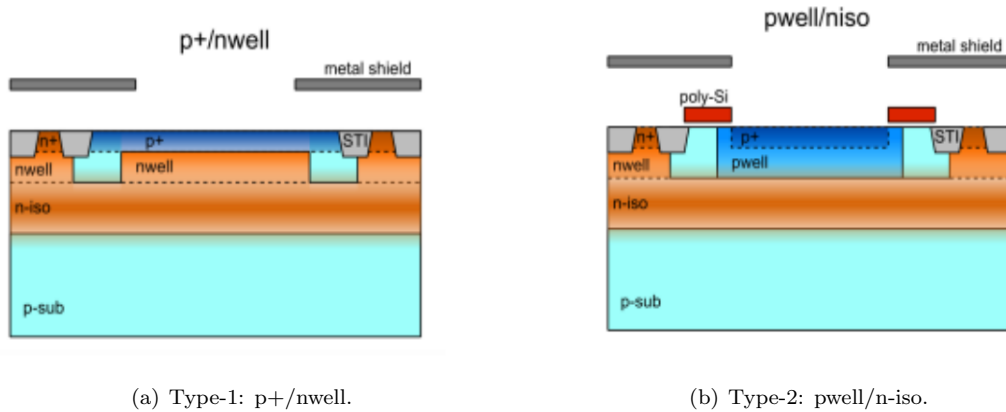 p+/nwell
metal shield
n+
p+
STI
nwell
nwell
n-iso
p-sub
(a) Type-1: p+/nwell.
pwell/niso
metal shield
poly-Si
n+
p+
STI
nwell
pwell
n-iso
p-sub
(b) Type-2: pwell/n-iso.